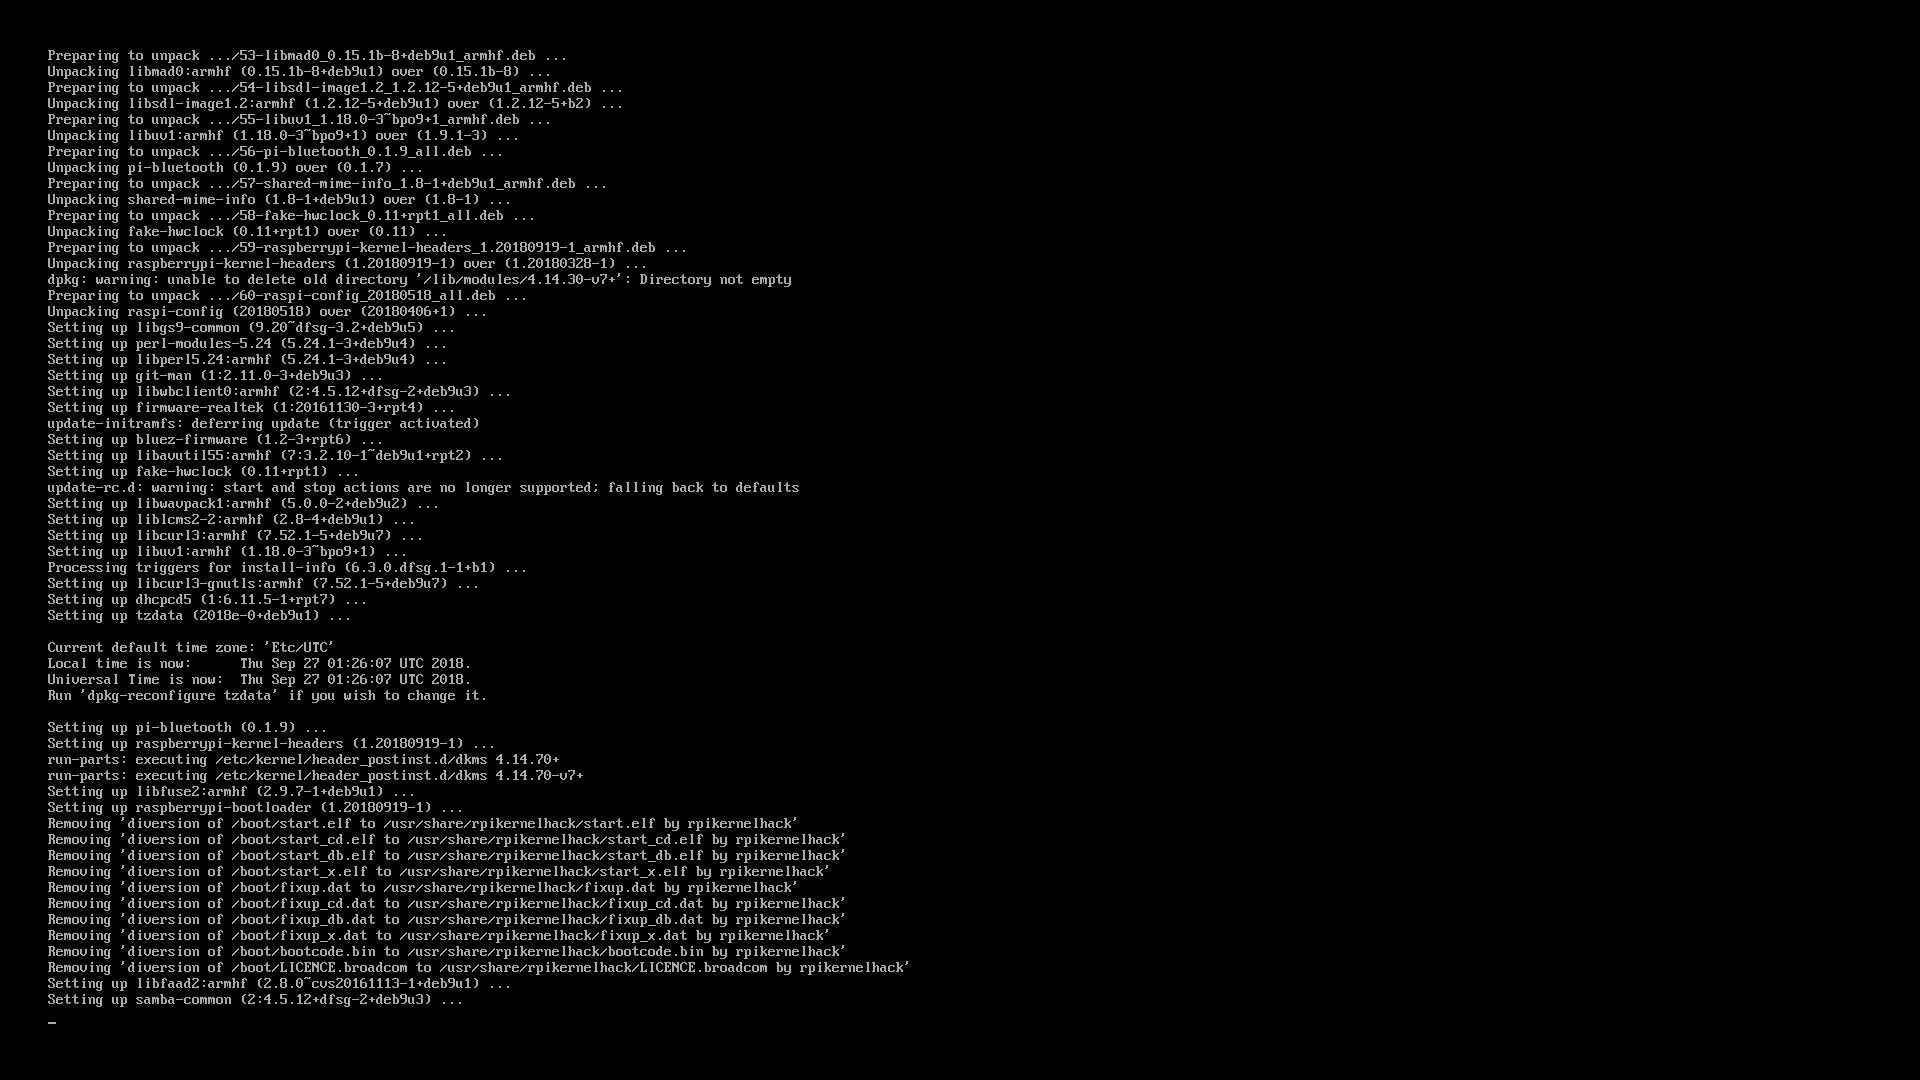 Preparing to unpack .../53-libmad0_0.15.1b-8+deb9u1_armhf.deb ...
Unpacking libmad0:armhf (0.15.1b-8+deb9u1) over (0.15.1b-8) ...
Preparing to unpack .../54-libsdl-image1.2_1.2.12-5+deb9u1_armhf.deb ...
Unpacking libsdl-image1.2:armhf (1.2.12-5+deb9u1) over (1.2.12-5+b2) ...
Preparing to unpack .../55-libuv1_1.18.0-3~bpo9+1_armhf.deb ...
Unpacking libuv1:armhf (1.18.0-3~bpo9+1) over (1.9.1-3) ...
Preparing to unpack .../56-pi-bluetooth_0.1.9_all.deb ...
Unpacking pi-bluetooth (0.1.9) over (0.1.7) ...
Preparing to unpack .../57-shared-mime-info_1.8-1+deb9u1_armhf.deb ...
Unpacking shared-mime-info (1.8-1+deb9u1) over (1.8-1) ...
Preparing to unpack .../58-fake-hwclock_0.11+rpt1_all.deb ...
Unpacking fake-hwclock (0.11+rpt1) over (0.11) ...
Preparing to unpack .../59-raspberrypi-kernel-headers_1.20180919-1_armhf.deb ...
Unpacking raspberrypi-kernel-headers (1.20180919-1) over (1.20180328-1) ...
dpkg: warning: unable to delete old directory '/lib/modules/4.14.30-v7+': Directory not empty
Preparing to unpack .../60-raspi-config_20180518_all.deb ...
Unpacking raspi-config (20180518) over (20180406+1) ...
Setting up libgs9-common (9.20~dfsg-3.2+deb9u5) ...
Setting up perl-modules-5.24 (5.24.1-3+deb9u4) ...
Setting up libperl5.24:armhf (5.24.1-3+deb9u4) ...
Setting up git-man (1:2.11.0-3+deb9u3) ...
Setting up libwbclient0:armhf (2:4.5.12+dfsg-2+deb9u3) ...
Setting up firmware-realtek (1:20161130-3+rpt4) ...
update-initramfs: deferring update (trigger activated)
Setting up bluez-firmware (1.2-3+rpt6) ...
Setting up libavutil55:armhf (7:3.2.10-1~deb9u1+rpt2) ...
Setting up fake-hwclock (0.11+rpt1) ...
update-rc.d: warning: start and stop actions are no longer supported; falling back to defaults
Setting up libwavpack1:armhf (5.0.0-2+deb9u2) ...
Setting up liblcms2-2:armhf (2.8-4+deb9u1) ...
Setting up libcurl3:armhf (7.52.1-5+deb9u7) ...
Setting up libuv1:armhf (1.18.0-3~bpo9+1) ...
Processing triggers for install-info (6.3.0.dfsg.1-1+b1) ...
Setting up libcurl3-gnutls:armhf (7.52.1-5+deb9u7) ...
Setting up dhcpcd5 (1:6.11.5-1+rpt7) ...
Setting up tzdata (2018e-0+deb9u1) ...

Current default time zone: 'Etc/UTC'
Local time is now:      Thu Sep 27 01:26:07 UTC 2018.
Universal Time is now:  Thu Sep 27 01:26:07 UTC 2018.
Run 'dpkg-reconfigure tzdata' if you wish to change it.

Setting up pi-bluetooth (0.1.9) ...
Setting up raspberrypi-kernel-headers (1.20180919-1) ...
run-parts: executing /etc/kernel/header_postinst.d/dkms 4.14.70+
run-parts: executing /etc/kernel/header_postinst.d/dkms 4.14.70-v7+
Setting up libfuse2:armhf (2.9.7-1+deb9u1) ...
Setting up raspberrypi-bootloader (1.20180919-1) ...
Removing 'diversion of /boot/start.elf to /usr/share/rpikernelhack/start.elf by rpikernelhack'
Removing 'diversion of /boot/start_cd.elf to /usr/share/rpikernelhack/start_cd.elf by rpikernelhack'
Removing 'diversion of /boot/start_db.elf to /usr/share/rpikernelhack/start_db.elf by rpikernelhack'
Removing 'diversion of /boot/start_x.elf to /usr/share/rpikernelhack/start_x.elf by rpikernelhack'
Removing 'diversion of /boot/fixup.dat to /usr/share/rpikernelhack/fixup.dat by rpikernelhack'
Removing 'diversion of /boot/fixup_cd.dat to /usr/share/rpikernelhack/fixup_cd.dat by rpikernelhack'
Removing 'diversion of /boot/fixup_db.dat to /usr/share/rpikernelhack/fixup_db.dat by rpikernelhack'
Removing 'diversion of /boot/fixup_x.dat to /usr/share/rpikernelhack/fixup_x.dat by rpikernelhack'
Removing 'diversion of /boot/bootcode.bin to /usr/share/rpikernelhack/bootcode.bin by rpikernelhack'
Removing 'diversion of /boot/LICENCE.broadcom to /usr/share/rpikernelhack/LICENCE.broadcom by rpikernelhack'
Setting up libfaad2:armhf (2.8.0~cvs20161113-1+deb9u1) ...
Setting up samba-common (2:4.5.12+dfsg-2+deb9u3) ...
_